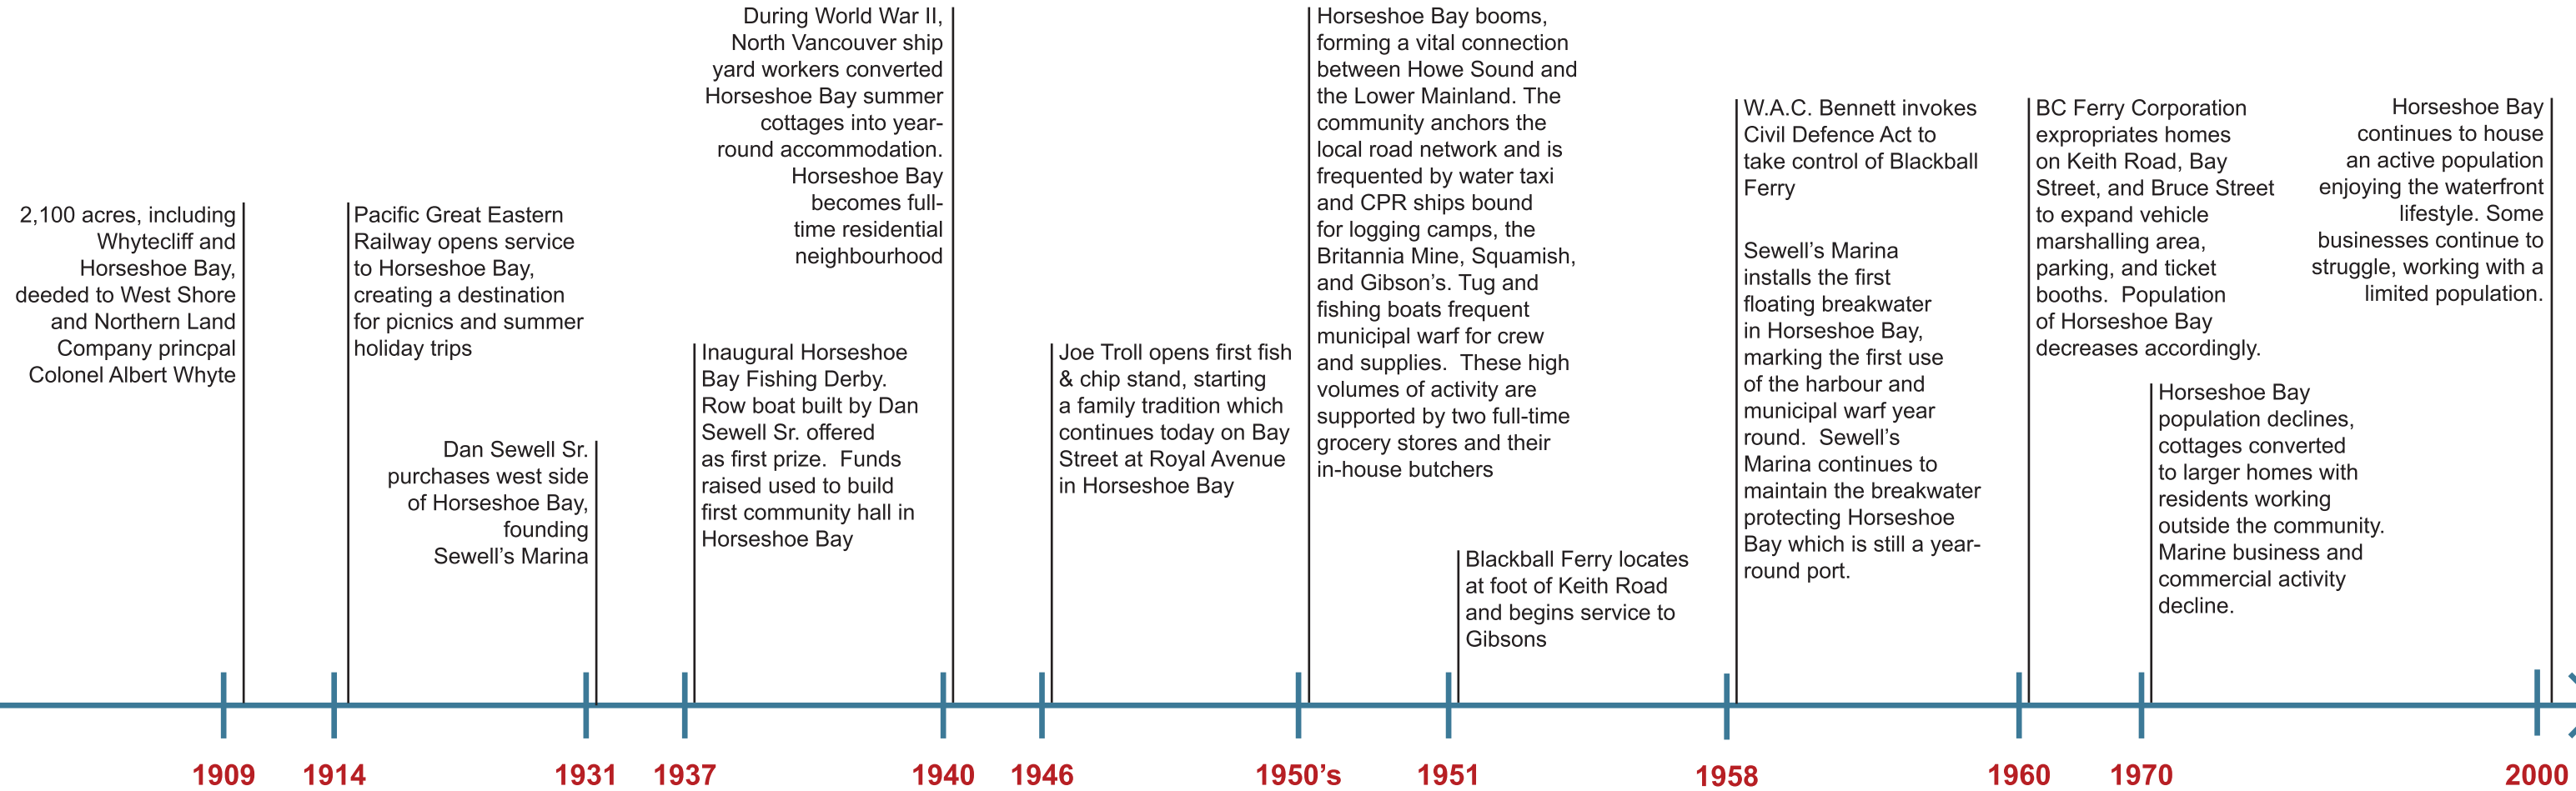 2,100 acres, including
Whytecliff and
Horseshoe Bay,
deeded to West Shore
and Northern Land
Company princpal
Colonel Albert Whyte
Pacific Great Eastern
Railway opens service
to Horseshoe Bay,
creating a destination
for picnics and summer
holiday trips
Dan Sewell Sr.
purchases west side
of Horseshoe Bay,
founding
Sewell’s Marina
Inaugural Horseshoe
Bay Fishing Derby.
Row boat built by Dan
Sewell Sr. offered
as first prize.  Funds
raised used to build
first community hall in
Horseshoe Bay
During World War II,
North Vancouver ship
yard workers converted
Horseshoe Bay summer
cottages into year-
round accommodation.
Horseshoe Bay
becomes full-
time residential
neighbourhood
Joe Troll opens first fish
& chip stand, starting
a family tradition which
continues today on Bay
Street at Royal Avenue
in Horseshoe Bay
Horseshoe Bay booms,
forming a vital connection
between Howe Sound and
the Lower Mainland. The
community anchors the
local road network and is
frequented by water taxi
and CPR ships bound
for logging camps, the
Britannia Mine, Squamish,
and Gibson’s. Tug and
fishing boats frequent
municipal warf for crew
and supplies.  These high
volumes of activity are
supported by two full-time
grocery stores and their
in-house butchers
Blackball Ferry locates
at foot of Keith Road
and begins service to
Gibsons
W.A.C. Bennett invokes
Civil Defence Act to
take control of Blackball
Ferry
Sewell’s Marina
installs the first
floating breakwater
in Horseshoe Bay,
marking the first use
of the harbour and
municipal warf year
round.  Sewell’s
Marina continues to
maintain the breakwater
protecting Horseshoe
Bay which is still a year-
round port.
BC Ferry Corporation
expropriates homes
on Keith Road, Bay
Street, and Bruce Street
to expand vehicle
marshalling area,
parking, and ticket
booths.  Population
of Horseshoe Bay
decreases accordingly.
Horseshoe Bay
population declines,
cottages converted
to larger homes with
residents working
outside the community.
Marine business and
commercial activity
decline.
Horseshoe Bay
continues to house
an active population
enjoying the waterfront
lifestyle. Some
businesses continue to
struggle, working with a
limited population.
1909
1914
1931
1937
1940
1946
1950’s
1951
1958
1960
1970
2000